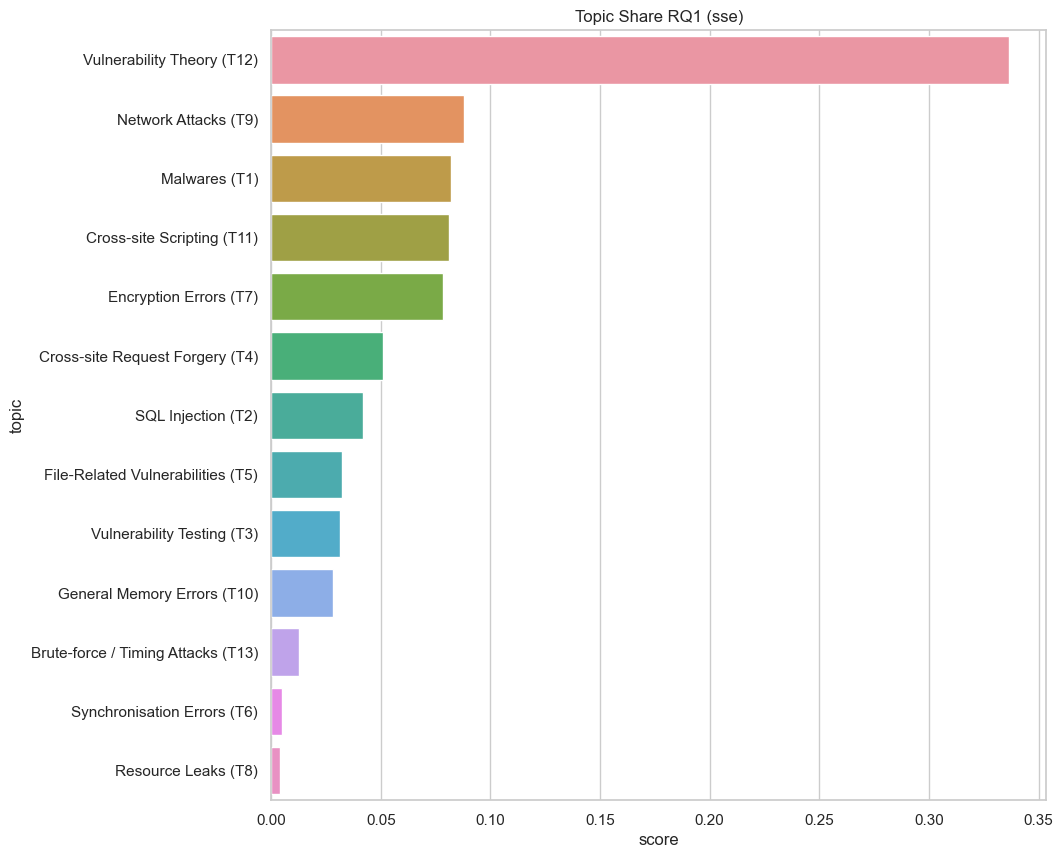 Topic Share RQ1 (sse)
Vulnerability Theory (T12)
Network Attacks (T9)
Malwares (T1)
Cross-site Scripting (T11)
Encryption Errors (T7)
Cross-site Request Forgery (T4)
SQL Injection (T2)
File-Related Vulnerabilities (T5)
Vulnerability Testing (T3)
General Memory Errors (T10)
Brute-force / Timing Attacks (T13)
Synchronisation Errors (T6)
Resource Leaks (T8)
topic
0.00 0.05 0.10 0.15 0.20 0.25 0.30 0.35
score